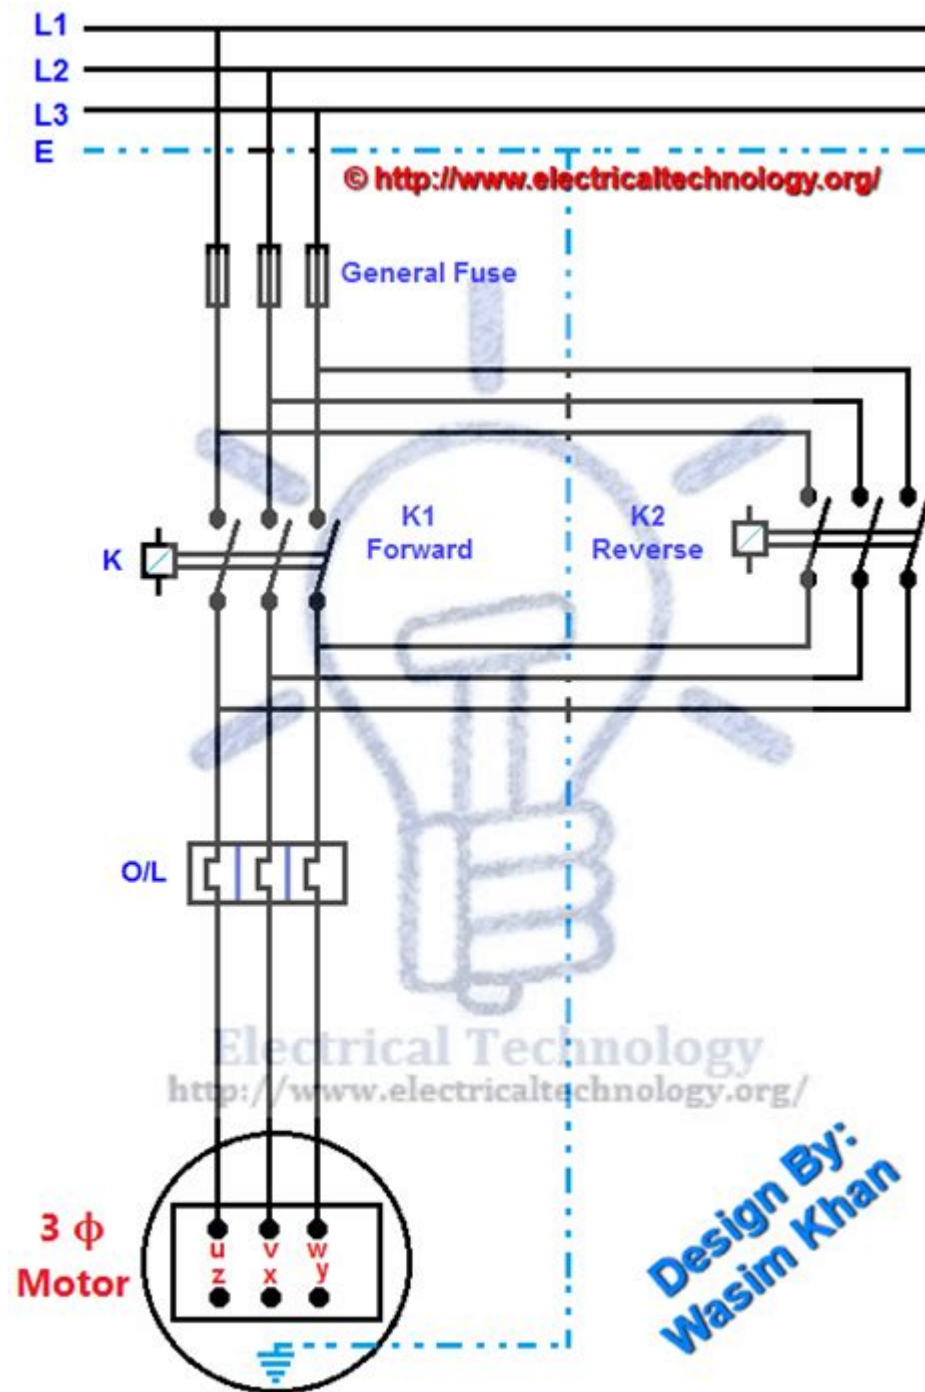 L1
L2
L3
E
© http://www.electricaltechnology.org/
General Fuse
K
K1
Forward
K2
Reverse
O/L
Electrical Technology
http://www.electricaltechnology.org/
3 ϕ
Motor
u v w
z x y
Design By:
Wasim Khan